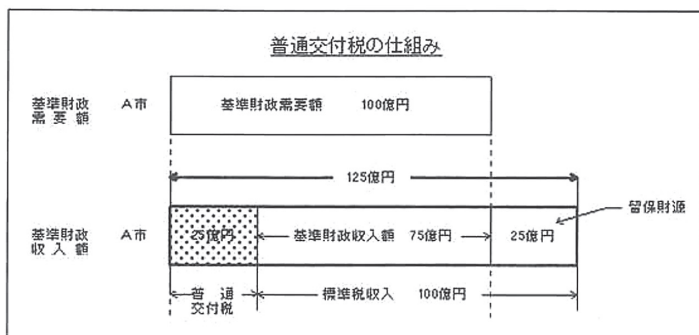 普通交付税の仕組み
基準財政
需要額
A市
基準財政需要額 100億円
125億円
留保財源
基準財政
収入額
A市
25億円
基準財政収入額 75億円
25億円
普通
交付税
標準税収入 100億円